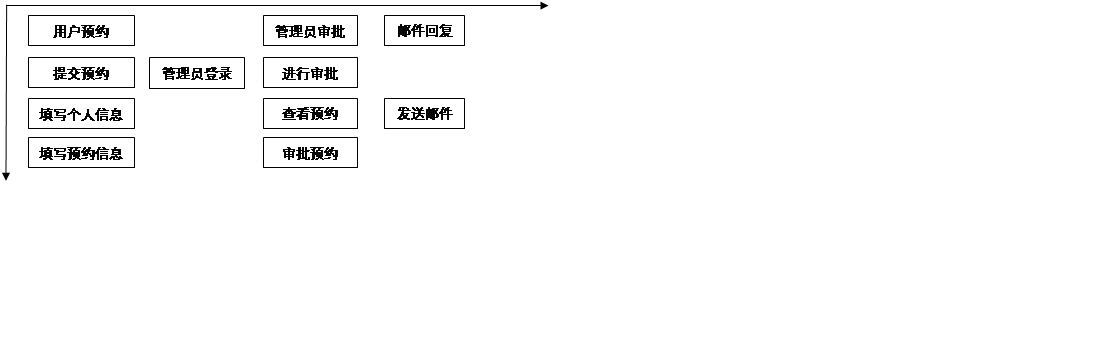 用户预约
管理员审批
邮件回复
提交预约
管理员登录
进行审批
填写个人信息
查看预约
发送邮件
填写预约信息
审批预约